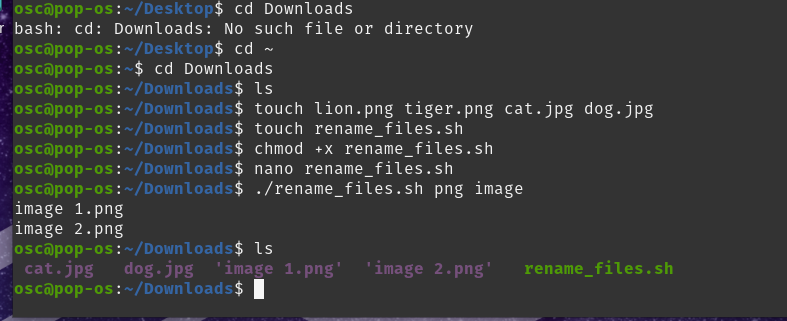 osc@pop-os:~/Desktop$ cd Downloads
bash: cd: Downloads: No such file or directory
osc@pop-os:~/Desktop$ cd ~
osc@pop-os:~$ cd Downloads
osc@pop-os:~/Downloads$ ls
osc@pop-os:~/Downloads$ touch lion.png tiger.png cat.jpg dog.jpg
osc@pop-os:~/Downloads$ touch rename_files.sh
osc@pop-os:~/Downloads$ chmod +x rename_files.sh
osc@pop-os:~/Downloads$ nano rename_files.sh
osc@pop-os:~/Downloads$ ./rename_files.sh png image
image 1.png
image 2.png
osc@pop-os:~/Downloads$ ls
cat.jpg dog.jpg 'image 1.png' 'image 2.png' rename_files.sh
osc@pop-os:~/Downloads$